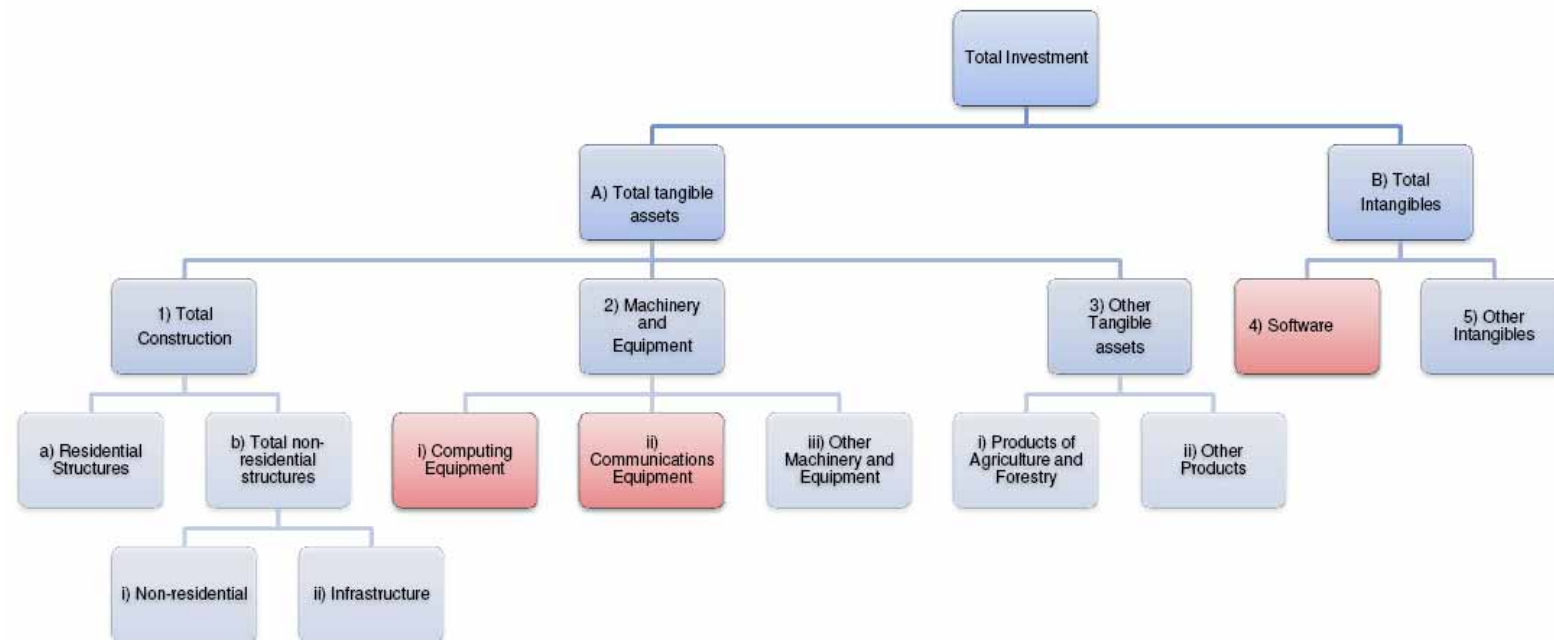 Total Investment
A) Total tangible
assets
B) Total
Intangibles
1) Total
Construction
2) Machinery
and
Equipment
3) Other
Tangible
assets
4) Software
5) Other
Intangibles
a) Residential
Structures
b) Total non-
residential
structures
i) Computing
Equipment
ii)
Communications
Equipment
iii) Other
Machinery and
Equipment
i) Products of
Agriculture and
Forestry
ii) Other
Products
i) Non-residential
ii) Infrastructure